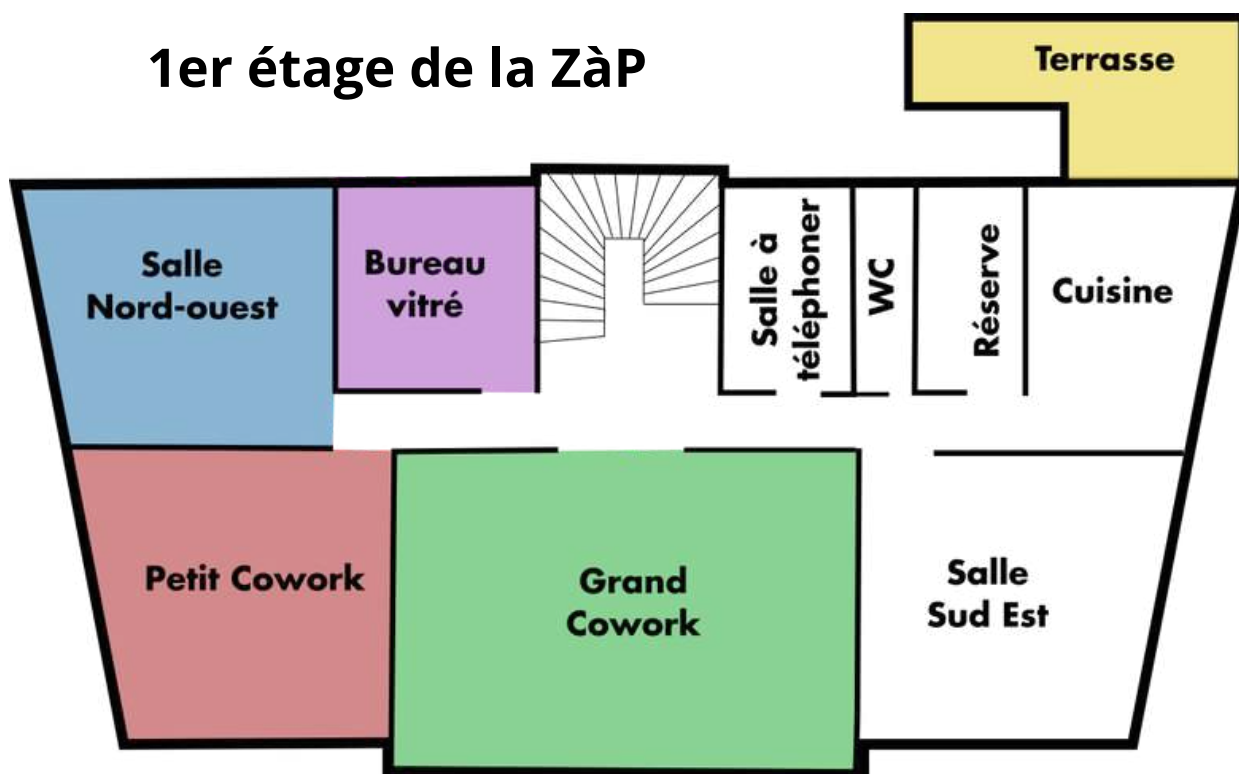 1er étage de la ZàP
Terrasse
Salle
Nord-ouest
Bureau
vitré
Salle à
téléphoner
WC
Réserve
Cuisine
Petit Cowork
Grand
Cowork
Salle
Sud Est